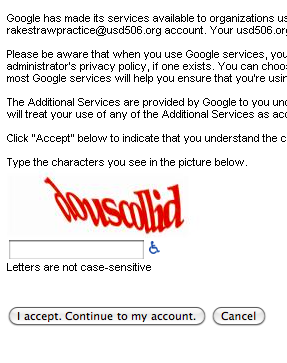 Google has made its services available to organizations us
rakestrawpractice@usd506.org account. Your usd506.or
Please be aware that when you use Google services, you
administrator's privacy policy, if one exists. You can choo
most Google services will help you ensure that you're usin
The Additional Services are provided by Google to you und
will treat your use of any of the Additional Services as acc
Click "Accept" below to indicate that you understand the c
Type the characters you see in the picture below.
Letters are not case-sensitive
I accept. Continue to my account. Cancel